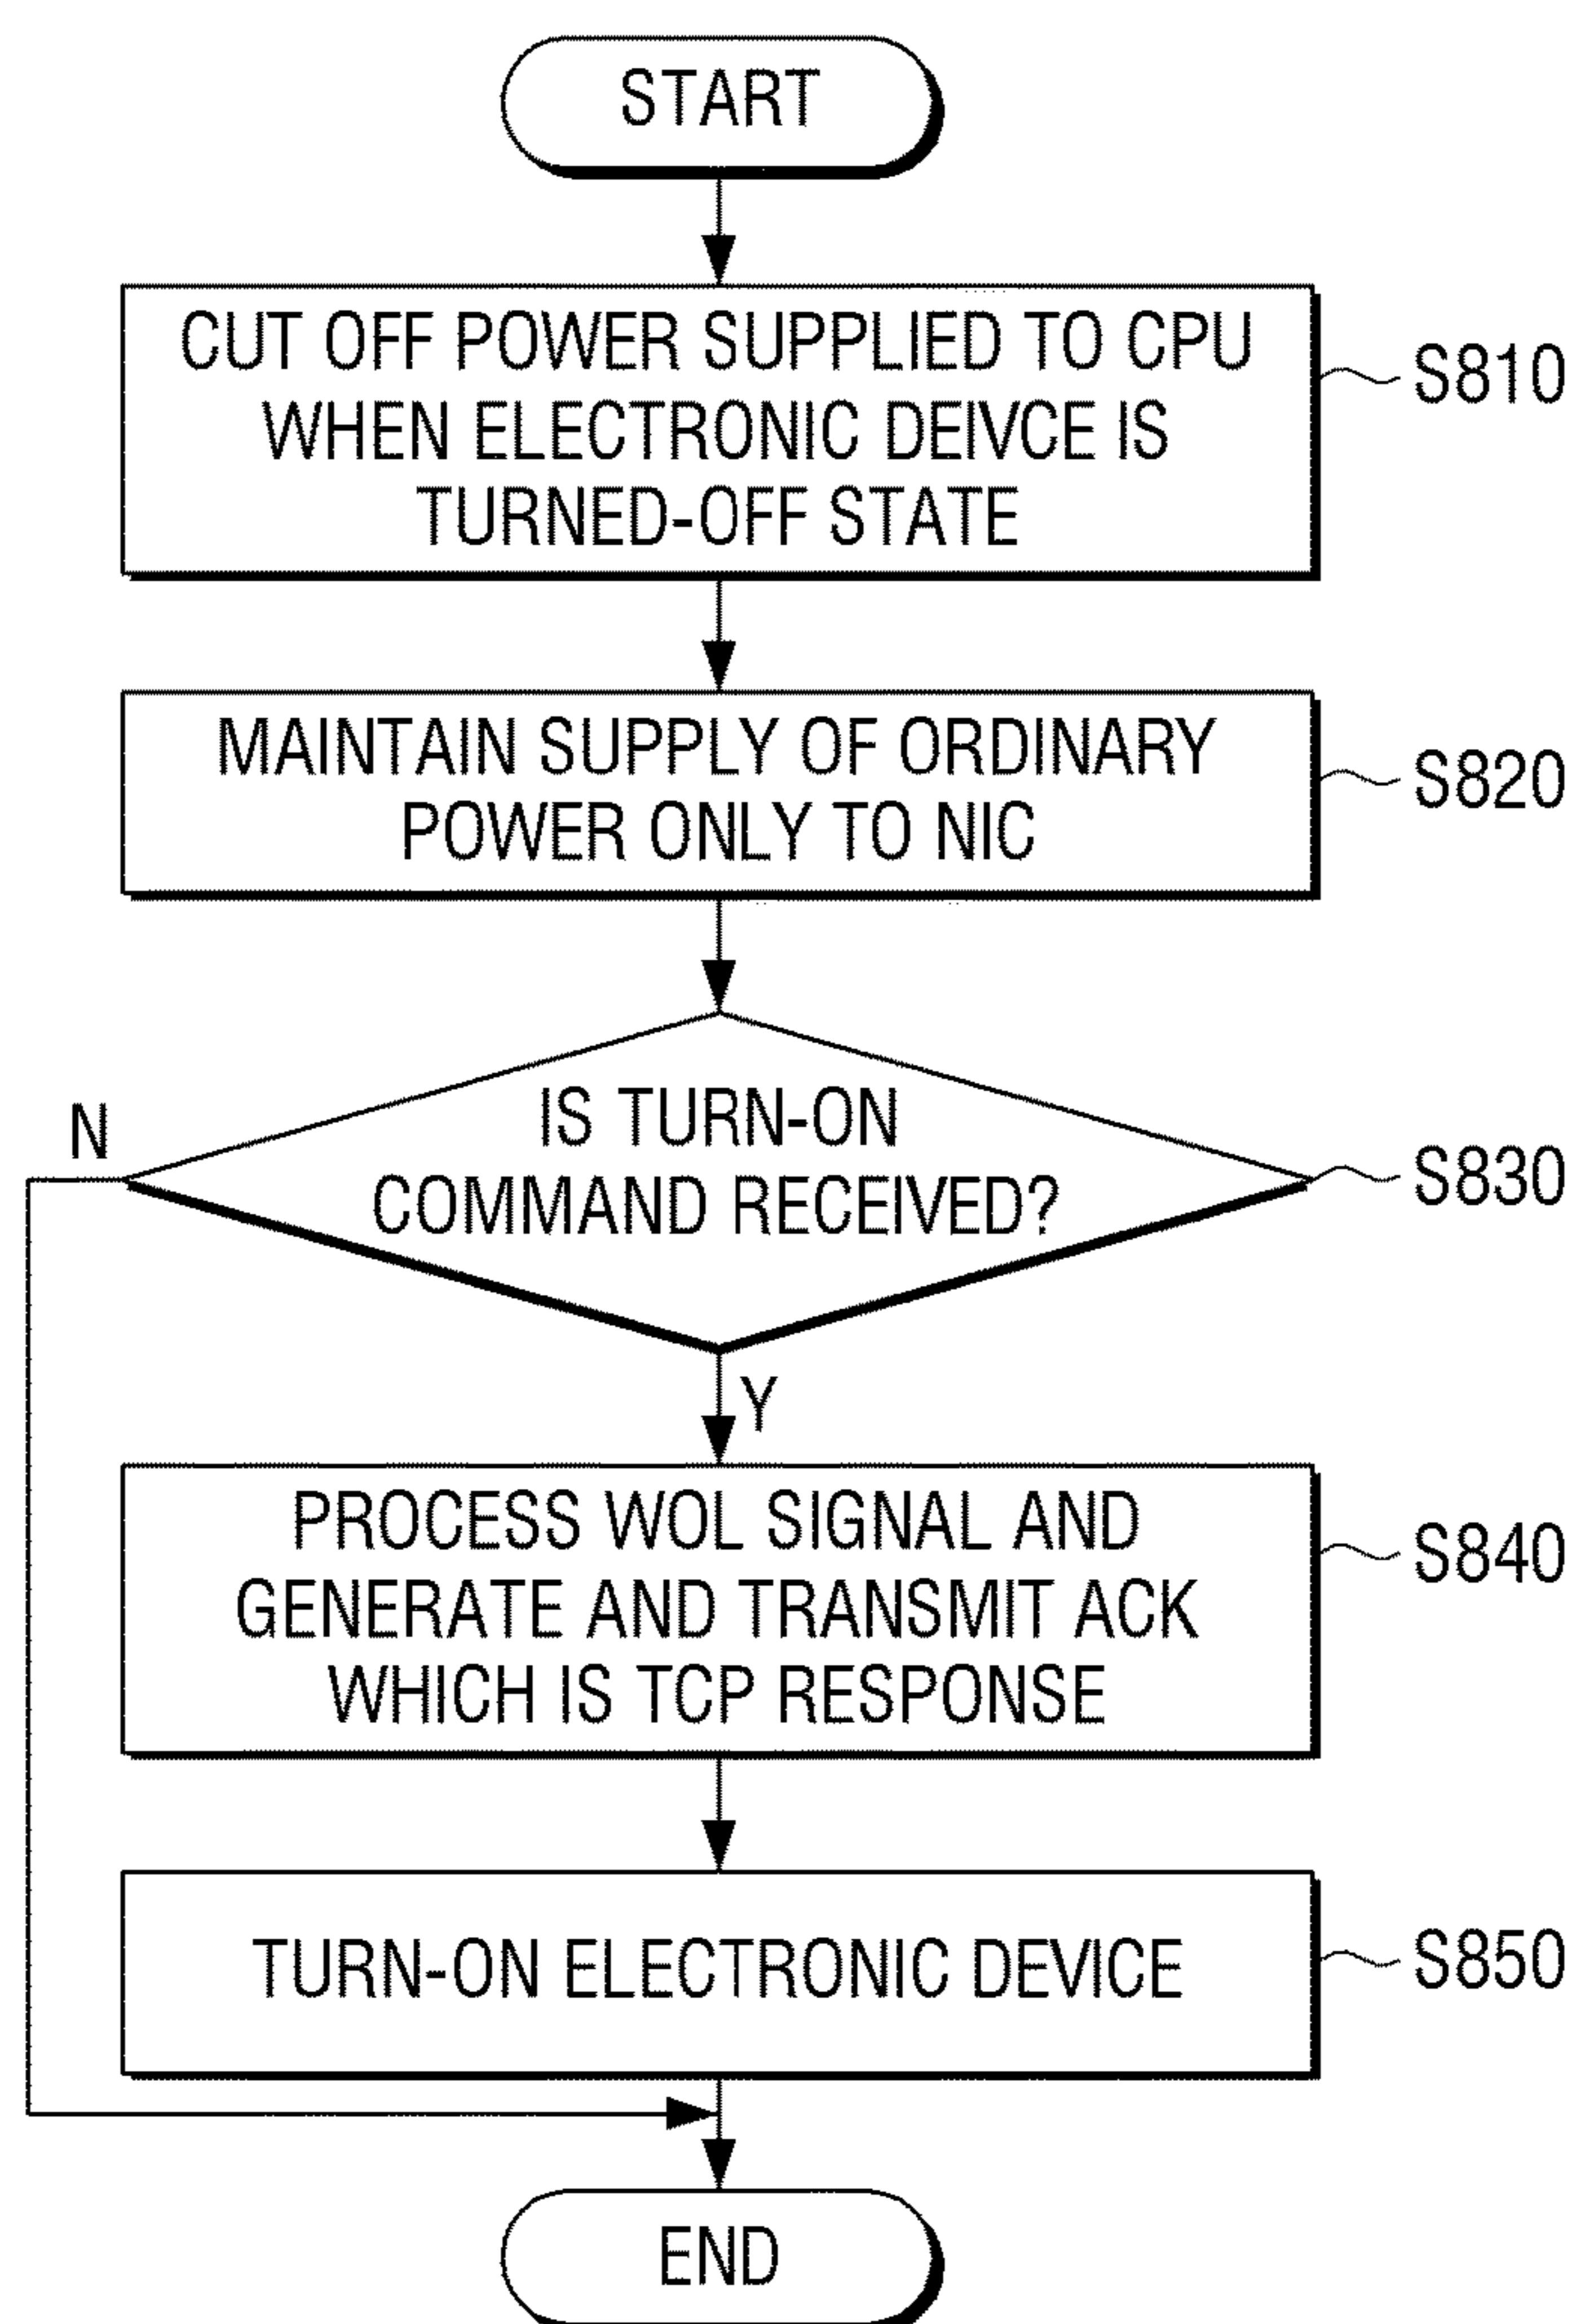 START
CUT OFF POWER SUPPLIED TO CPU
WHEN ELECTRONIC DEIVCE IS
TURNED-OFF STATE
S810
MAINTAIN SUPPLY OF ORDINARY
POWER ONLY TO NIC
S820
IS TURN-ON
COMMAND RECEIVED?
N
S830
Y
PROCESS WOL SIGNAL AND
GENERATE AND TRANSMIT ACK
WHICH IS TCP RESPONSE
S840
TURN-ON ELECTRONIC DEVICE
S850
END